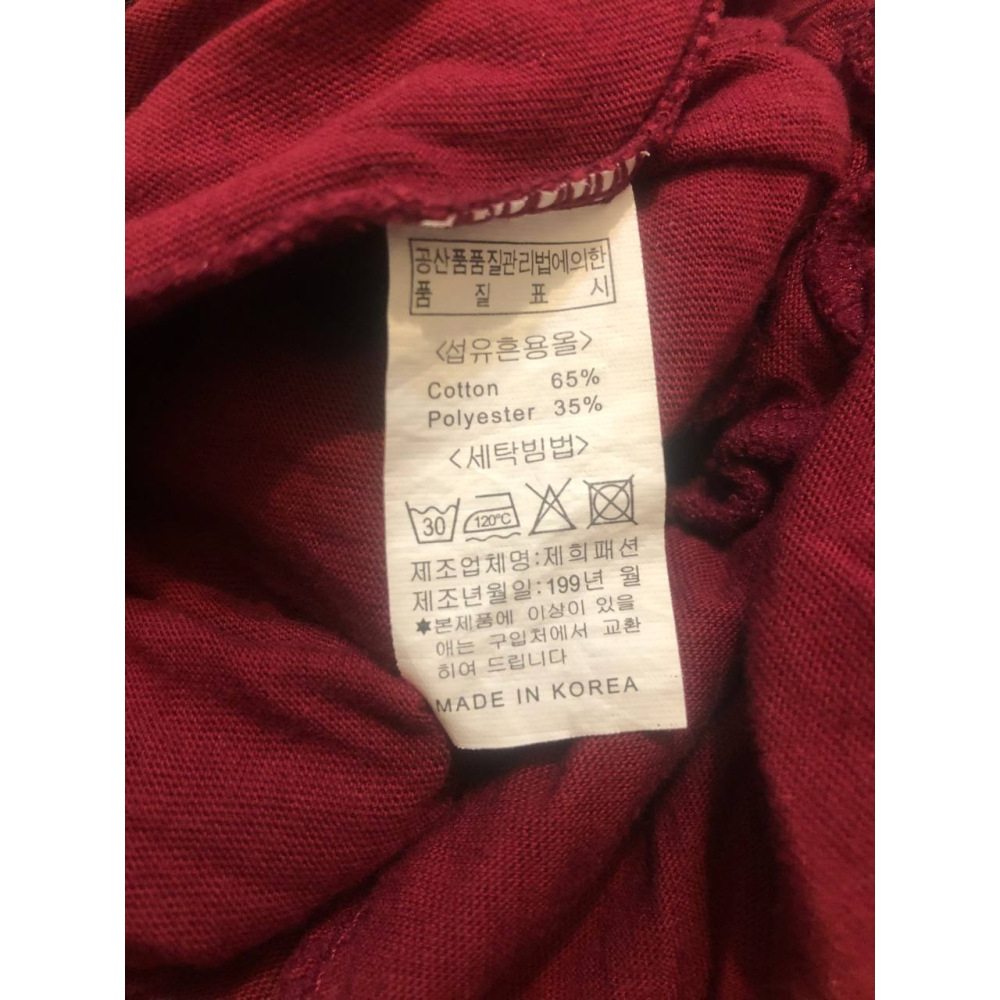 공산품품질관리법에의한
품 질 표 시
<섬유흔용올>
Cotton 65%
Polyester 35%
<세탁빙법>
30 120°C
제조업체명:제희패션
제조년월일:199년 월
✶본제품에 이상이 있을
애는 구입처에서 교환
히여 드립니다
MADE IN KOREA